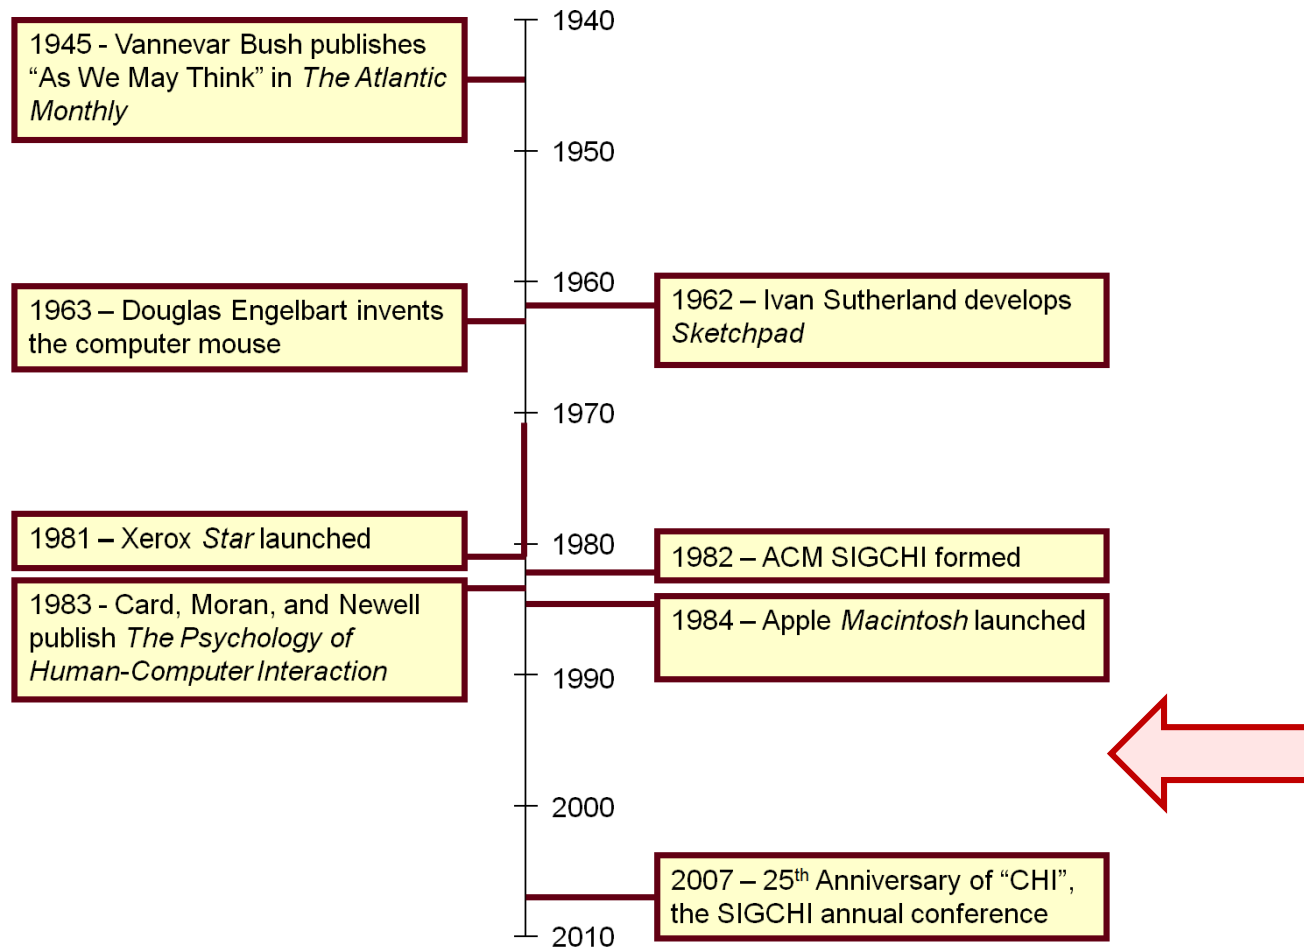 1940
1945 - Vannevar Bush publishes
“As We May Think” in The Atlantic
Monthly
1950
1960
1962 – Ivan Sutherland develops
Sketchpad
1963 – Douglas Engelbart invents
the computer mouse
1970
1981 – Xerox Star launched
1980
1982 – ACM SIGCHI formed
1983 - Card, Moran, and Newell
publish The Psychology of
Human-Computer Interaction
1984 – Apple Macintosh launched
1990
2000
2007 – 25th Anniversary of “CHI”,
the SIGCHI annual conference
2010